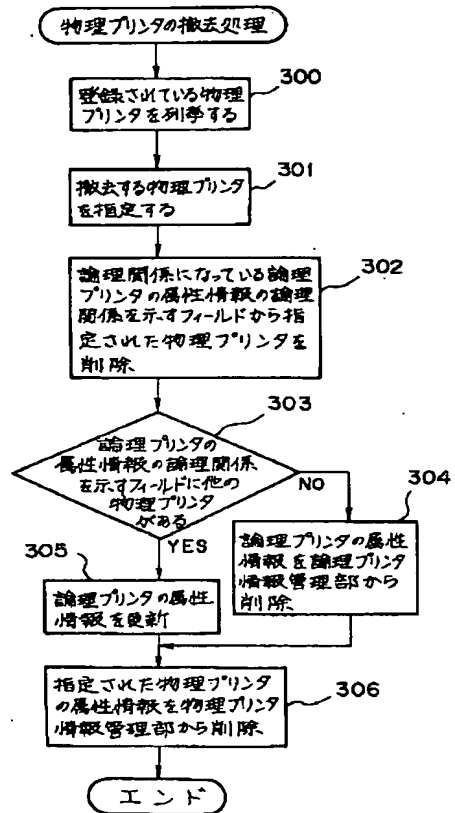 物理プリンタの撤去処理
300
登録されている物理
プリンタを列挙する
301
撤去する物理プリンタ
を指定する
302
論理関係になっている論理
プリンタの属性情報の論理
関係を示すフィールドから指
定された物理プリンタを
削除
303
論理プリンタの
属性情報の論理関係
を示すフィールドに他の
物理プリンタ
がある
NO
YES
304
論理プリンタの属性
情報を論理プリンタ
情報管理部から
削除
305
論理プリンタの属性
情報を更新
306
指定された物理プリンタ
の属性情報を物理プリンタ
情報管理部から削除
エンド